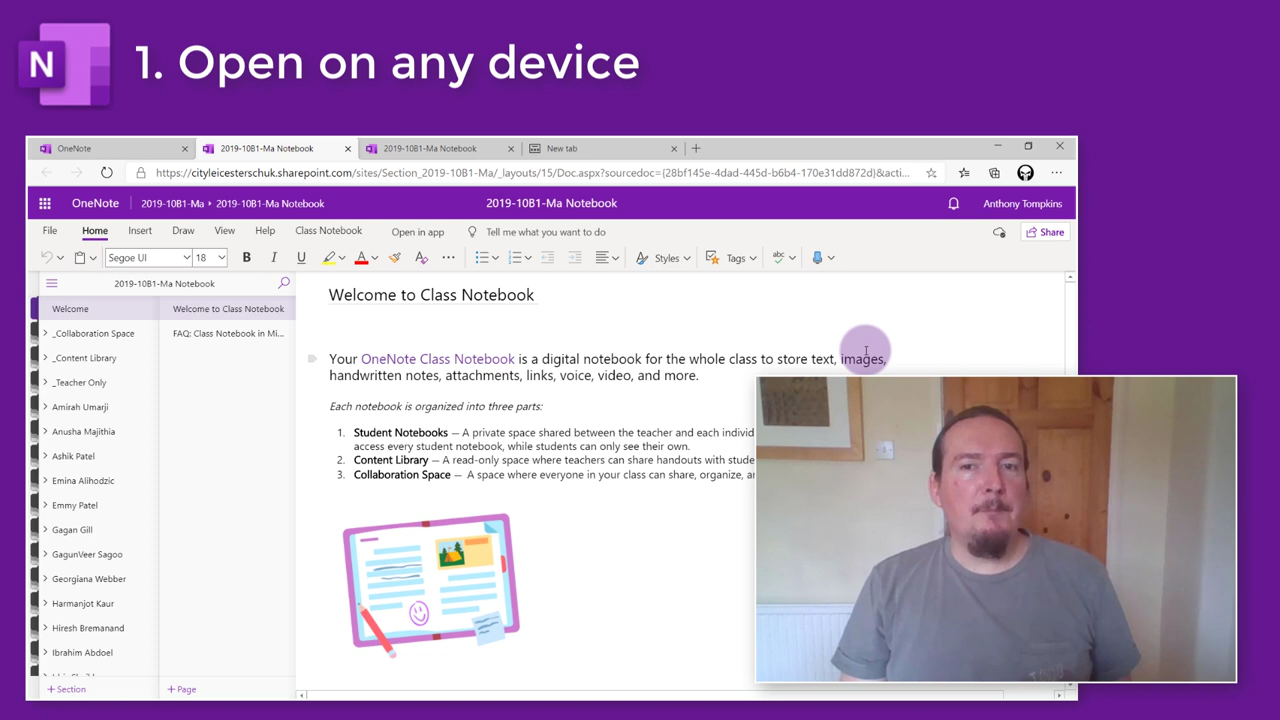 N
1. Open on any device
OneNote
2019-10B1-Ma Notebook
2019-10B1-Ma Notebook
New tab
https://cityleicesterschuk.sharepoint.com/sites/Section_2019-10B1-Ma/_layouts/15/Doc.aspx?sourcedoc={28bf145e-4dad-445d-b6b4-170e31dd872d}&acti...
OneNote
2019-10B1-Ma ▸ 2019-10B1-Ma Notebook
2019-10B1-Ma Notebook
Anthony Tompkins
File Home Insert Draw View Help Class Notebook Open in app Tell me what you want to do Share
Segoe UI 18 B I U A Styles Tags abc
2019-10B1-Ma Notebook
Welcome
_Collaboration Space
_Content Library
_Teacher Only
Amirah Umarji
Anusha Majithia
Ashik Patel
Emina Alihodzic
Emmy Patel
Gagan Gill
GagunVeer Sagoo
Georgiana Webber
Harmanjot Kaur
Hiresh Bremanand
Ibrahim Abdoel
+ Section
Welcome to Class Notebook
FAQ: Class Notebook in Mi...
+ Page
Welcome to Class Notebook
Your OneNote Class Notebook is a digital notebook for the whole class to store text, images,
handwritten notes, attachments, links, voice, video, and more.
Each notebook is organized into three parts:
1. Student Notebooks — A private space shared between the teacher and each individ
access every student notebook, while students can only see their own.
2. Content Library — A read-only space where teachers can share handouts with stude
3. Collaboration Space — A space where everyone in your class can share, organize, a